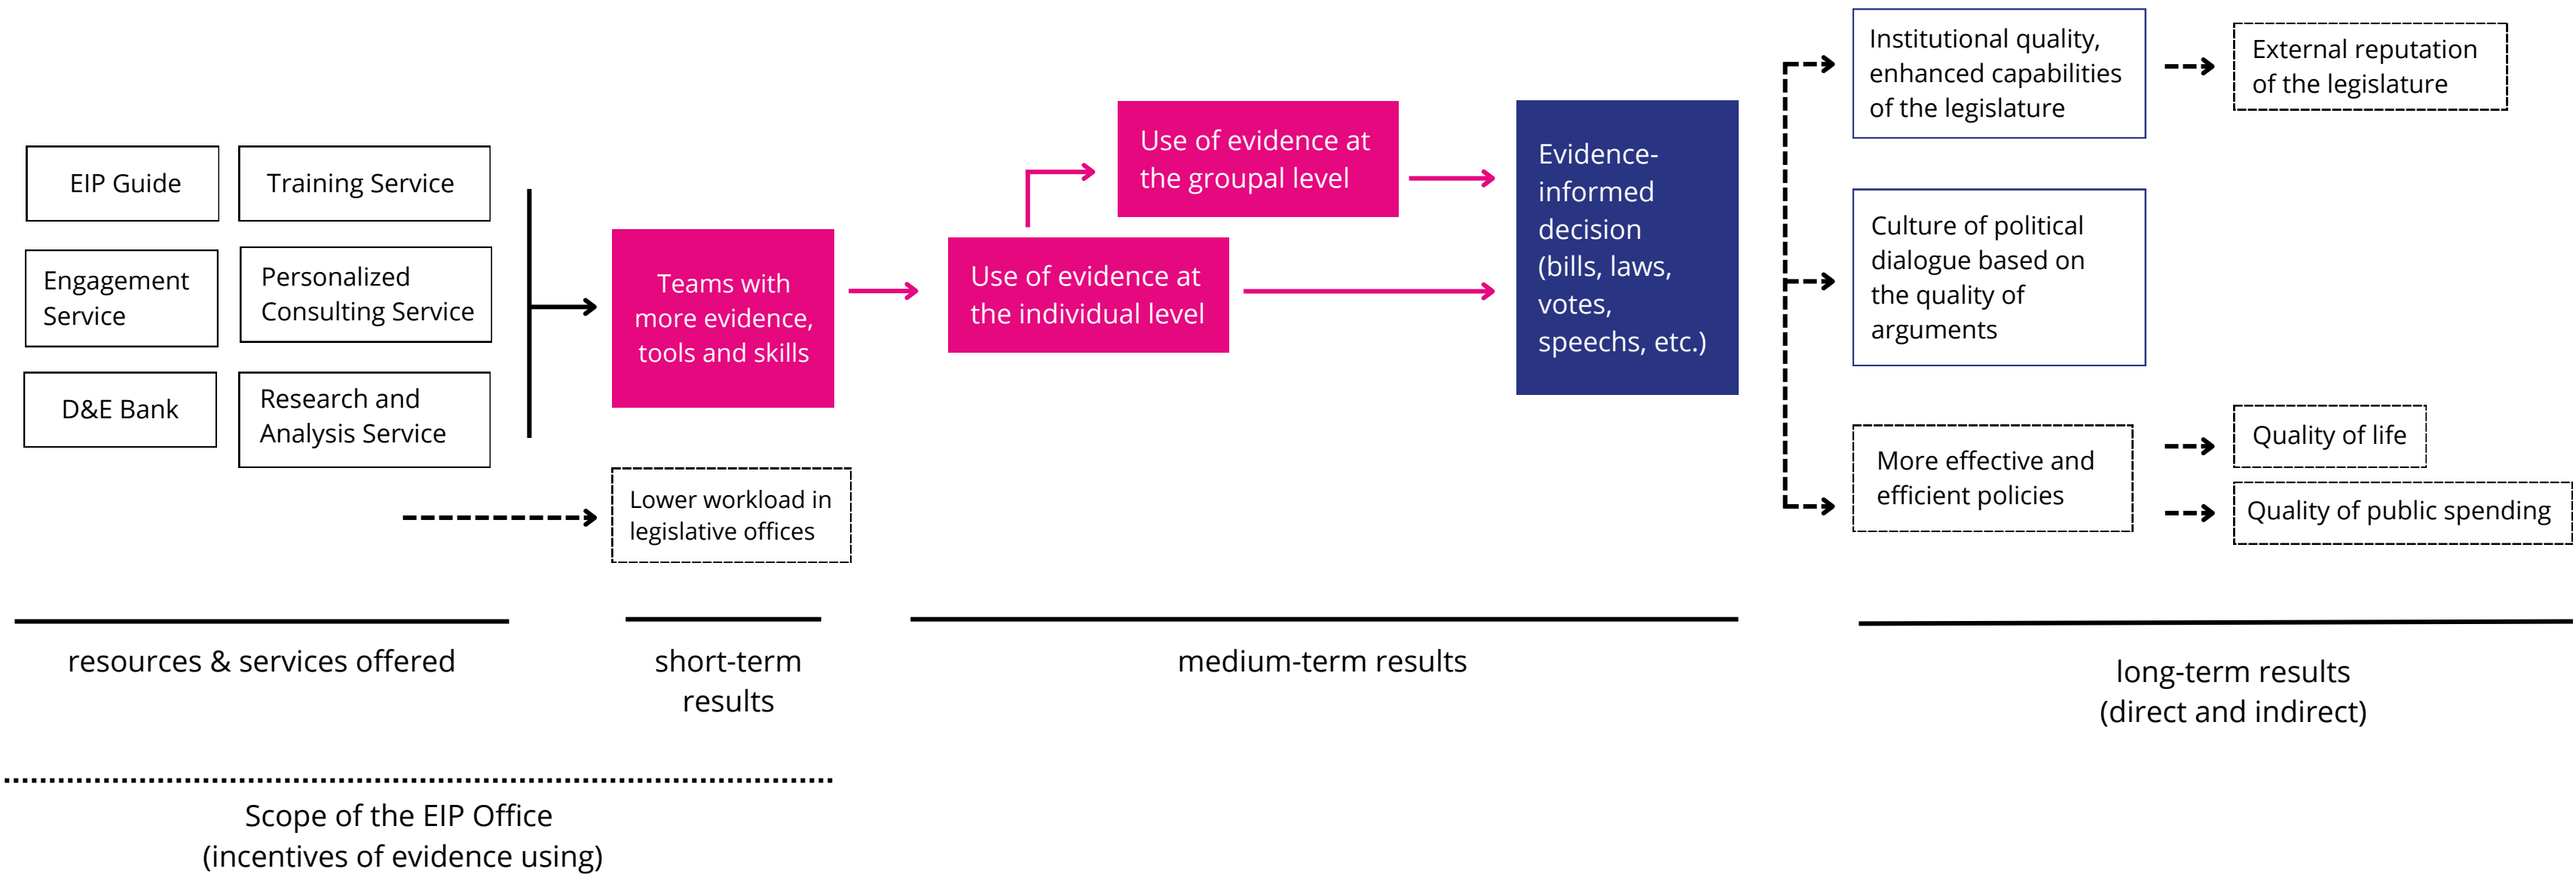 EIP Guide
Training Service
Engagement
Service
Personalized
Consulting Service
D&E Bank
Research and
Analysis Service
Teams with
more evidence,
tools and skills
Lower workload in
legislative offices
Use of evidence at
the groupal level
Use of evidence at
the individual level
Evidence-
informed
decision
(bills, laws,
votes,
speechs, etc.)
Institutional quality,
enhanced capabilities
of the legislature
External reputation
of the legislature
Culture of political
dialogue based on
the quality of
arguments
More effective and
efficient policies
Quality of life
Quality of public spending
resources & services offered
short-term
results
medium-term results
long-term results
(direct and indirect)
Scope of the EIP Office
(incentives of evidence using)